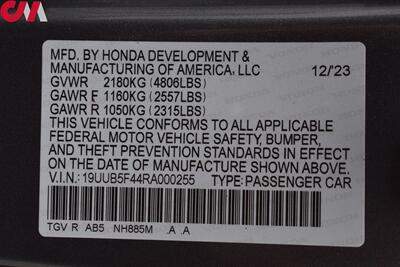 CMA
MFD. BY HONDA DEVELOPMENT &
MANUFACTURING OF AMERICA, LLC 12/'23
GVWR 2180KG (4806LBS)
GAWR F 1160KG (2557LBS)
GAWR R 1050KG (2315LBS)
THIS VEHICLE CONFORMS TO ALL APPLICABLE
FEDERAL MOTOR VEHICLE SAFETY, BUMPER,
AND THEFT PREVENTION STANDARDS IN EFFECT
ON THE DATE OF MANUFACTURE SHOWN ABOVE.
V.I.N.: 19UUB5F44RA000255 TYPE: PASSENGER CAR
TGV R AB5 NH885M .A .A